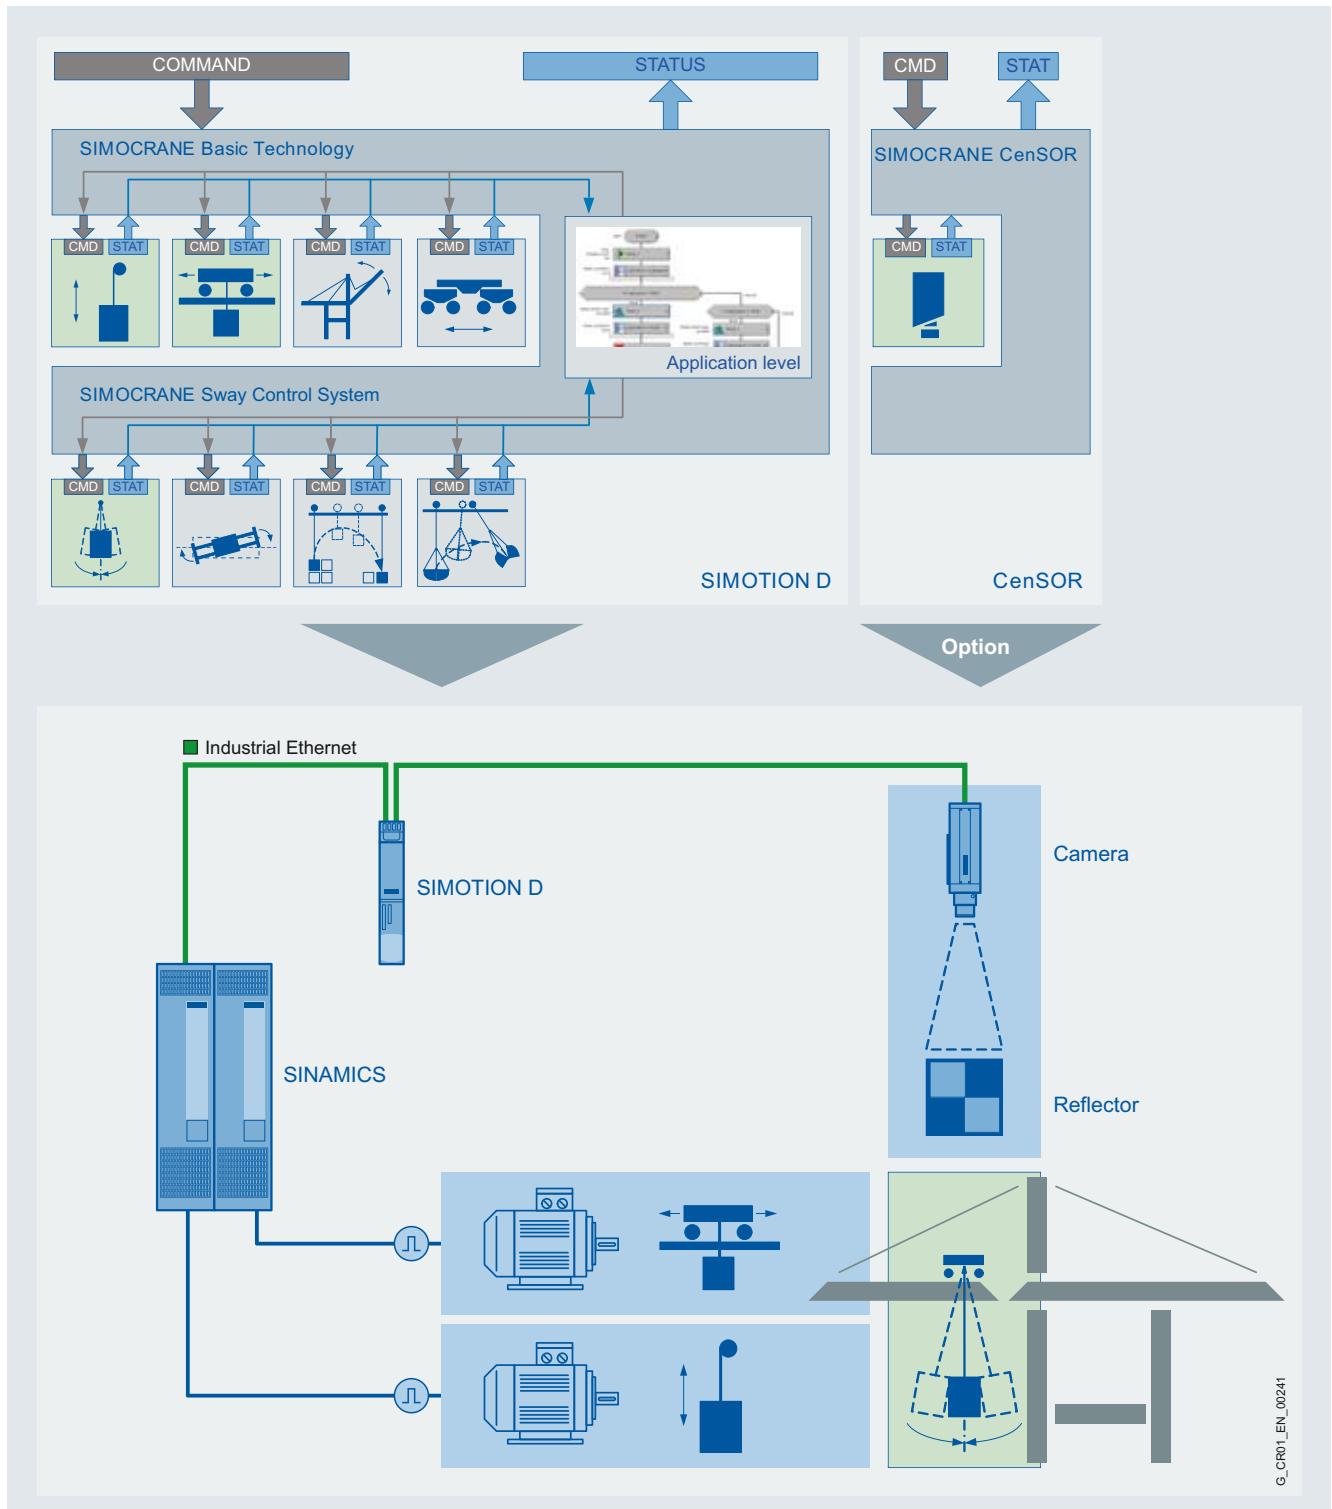 COMMAND
STATUS
CMD
STAT
SIMOCRANE Basic Technology
SIMOCRANE CenSOR
CMD
STAT
CMD
STAT
CMD
STAT
CMD
STAT
CMD
STAT
Application level
SIMOCRANE Sway Control System
CMD
STAT
CMD
STAT
CMD
STAT
CMD
STAT
SIMOTION D
CenSOR
Option
Industrial Ethernet
Camera
SIMOTION D
SINAMICS
Reflector
G_CR01_EN_00241